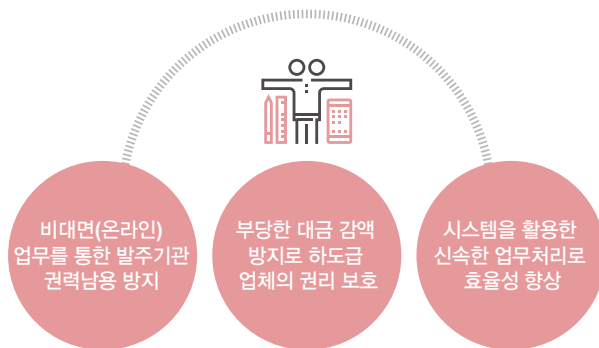 비대면(온라인)
업무를 통한 발주기관
권력남용 방지
부당한 대금 감액
방지로 하도급
업체의 권리 보호
시스템을 활용한
신속한 업무처리로
효율성 향상